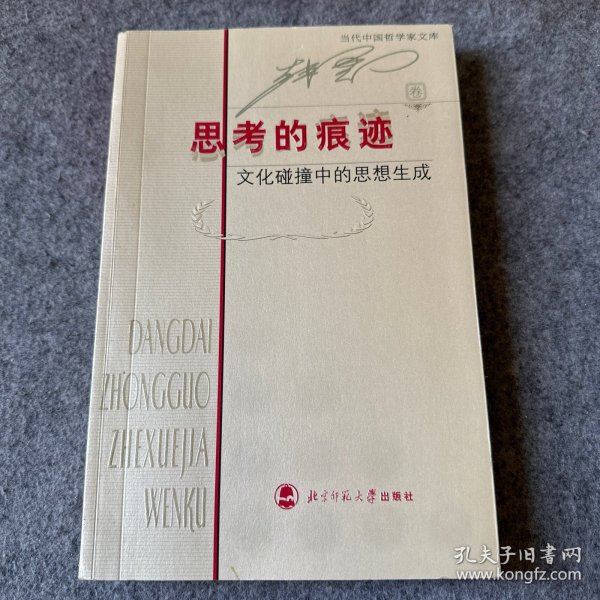 当代中国哲学家文库
韩震
卷
思考的痕迹
文化碰撞中的思想生成
DANGDAI
ZHONGGUO
ZHEXUEJIA
WENKU
北京师范大学出版社
孔夫子旧书网
www.kongfz.com